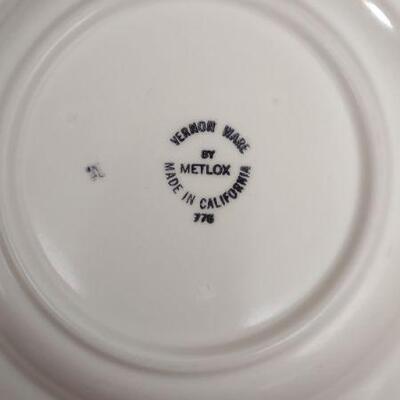 VERNON WARE
BY
METLOX
MADE IN CALIFORNIA
776